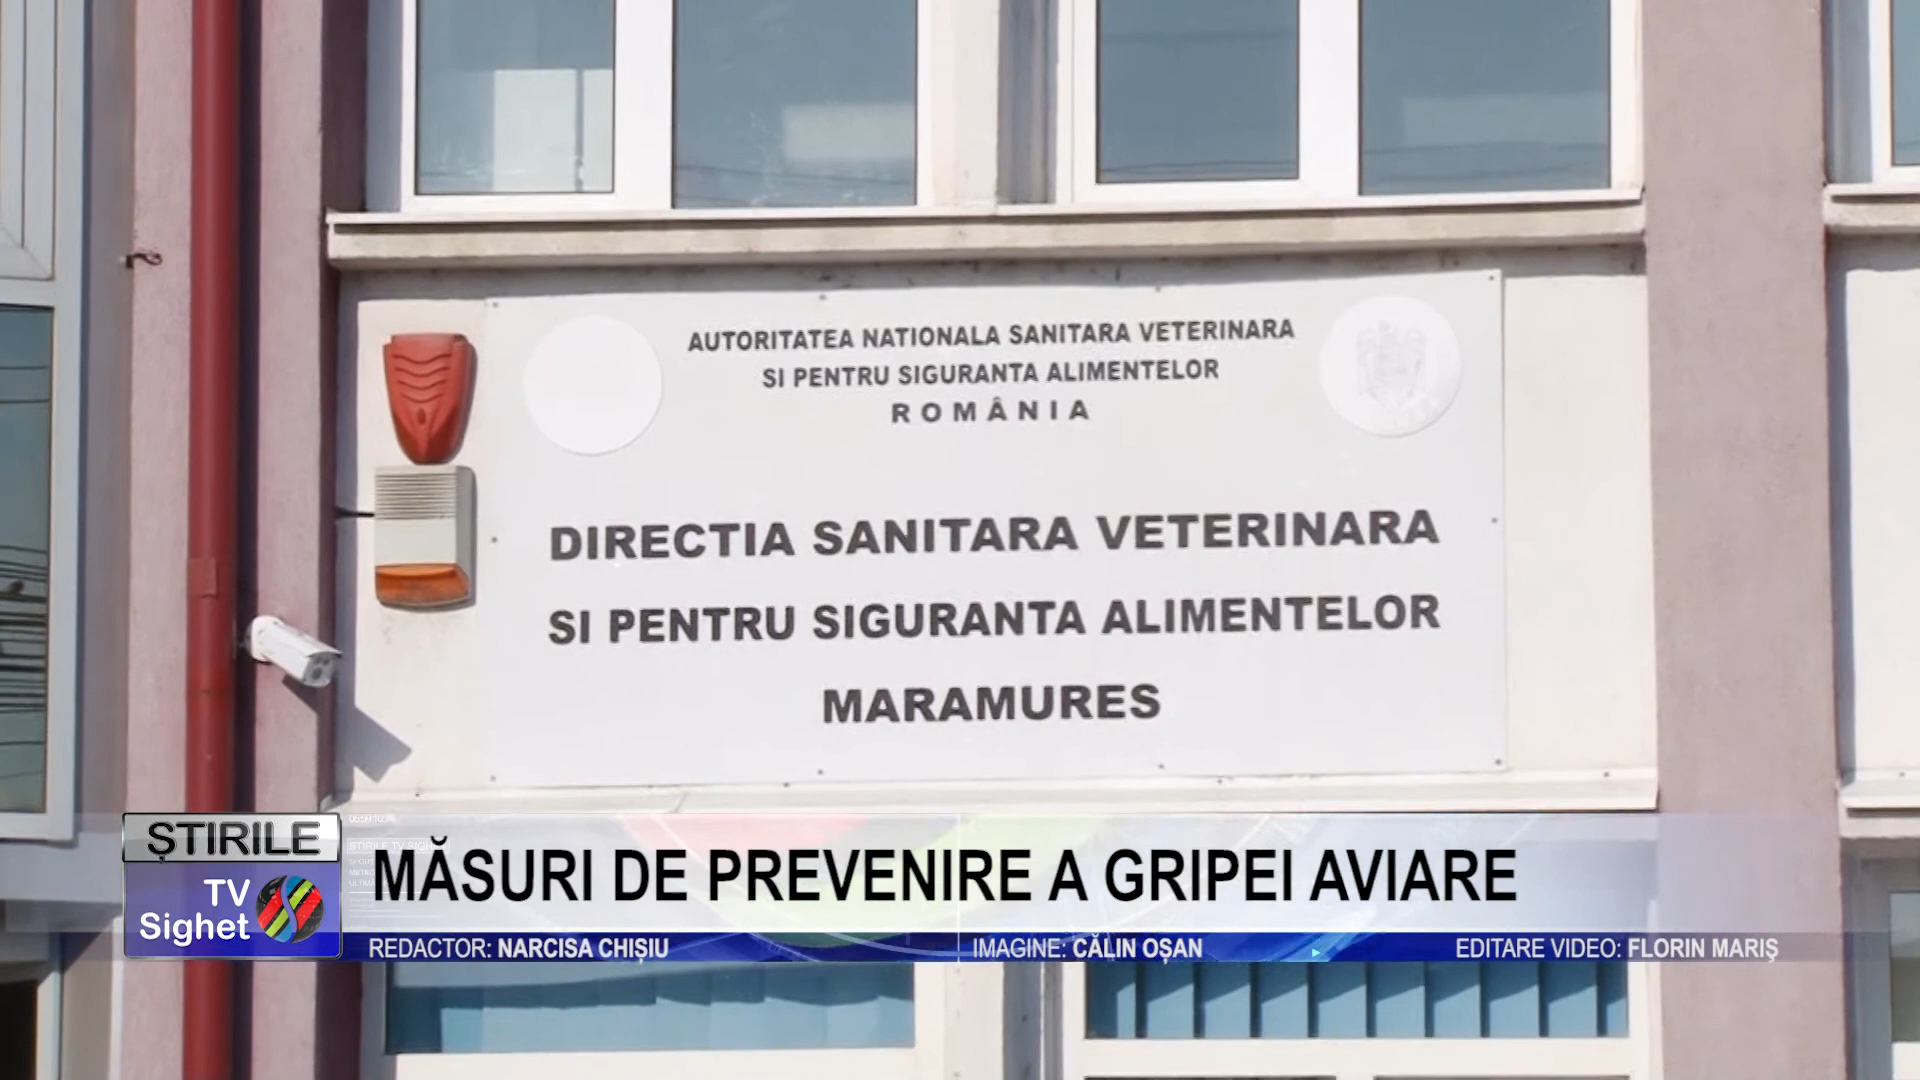 AUTORITATEA NATIONALA SANITARA VETERINARA
SI PENTRU SIGURANTA ALIMENTELOR
ROMÂNIA
DIRECTIA SANITARA VETERINARA
SI PENTRU SIGURANTA ALIMENTELOR
MARAMURES
ȘTIRILE
TV
Sighet
MĂSURI DE PREVENIRE A GRIPEI AVIARE
REDACTOR: NARCISA CHIȘIU
IMAGINE: CĂLIN OȘAN
EDITARE VIDEO: FLORIN MARIŞ